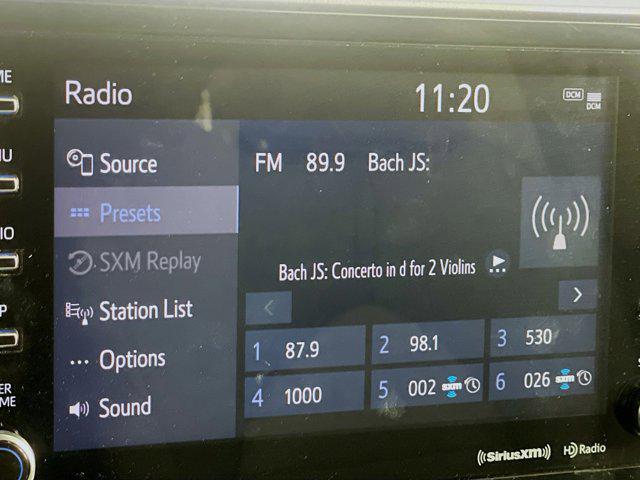 Radio 11:20 DCM DCM
Source
FM 89.9 Bach JS:
Presets
SXM Replay
Bach JS: Concerto in d for 2 Violins
Station List
1 87.9 2 98.1 3 530
Options
4 1000 5 002 sxm 6 026 sxm
Sound
((SiriusXM)) HD Radio